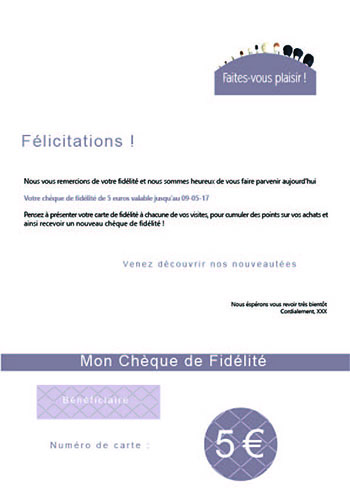 Faites-vous plaisir !
Félicitations !
Nous vous remercions de votre fidélité et nous sommes heureux de vous faire parvenir aujourd'hui
Votre chèque de fidélité de 5 euros valable jusqu'au 09-05-17
Pensez à présenter votre carte de fidélité à chacune de vos visites, pour cumuler des points sur vos achats et
ainsi recevoir un nouveau chèque de fidélité !
Venez découvrir nos nouveautées
Nous éspérons vous revoir très bientôt
Cordialement, XXX
Mon Chèque de Fidélité
Bénéficiaire
Numéro de carte :
5 €